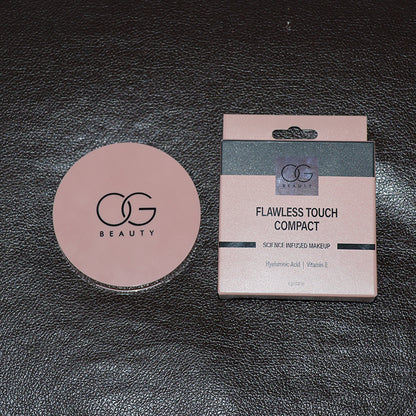 OG
BEAUTY
OG
BEAUTY
FLAWLESS TOUCH
COMPACT
SCIENCE INFUSED MAKEUP
Hyaluronic Acid | Vitamin E